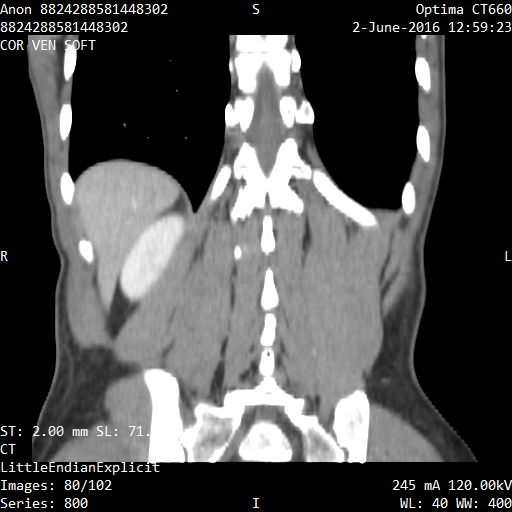 Anon 8824288581448302
S
Optima CT660
8824288581448302
2-June-2016 12:59:23
COR VEN SOFT
R
L
ST: 2.00 mm SL: 71.
CT
LittleEndianExplicit
Images: 80/102
245 mA 120.00kV
Series: 800
I
WL: 40 WW: 400